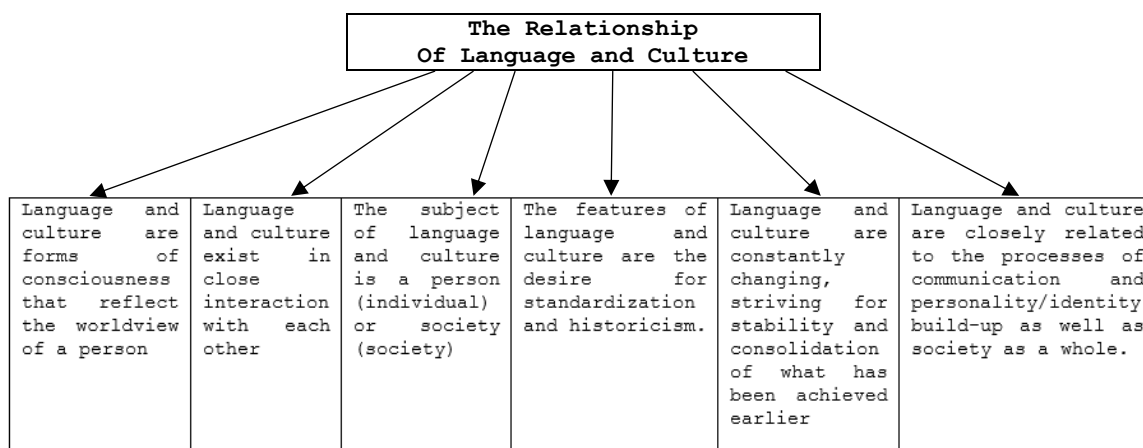 The Relationship
Of Language and Culture
Language and
culture are
forms of
consciousness
that reflect
the worldview
of a person
Language
and culture
exist in
close
interaction
with each
other
The subject
of language
and culture
is a person
(individual)
or society
(society)
The features of
language and
culture are the
desire for
standardization
and historicism.
Language and
culture are
constantly
changing,
striving for
stability and
consolidation
of what has
been achieved
earlier
Language and culture
are closely related
to the processes of
communication and
personality/identity
build-up as well as
society as a whole.